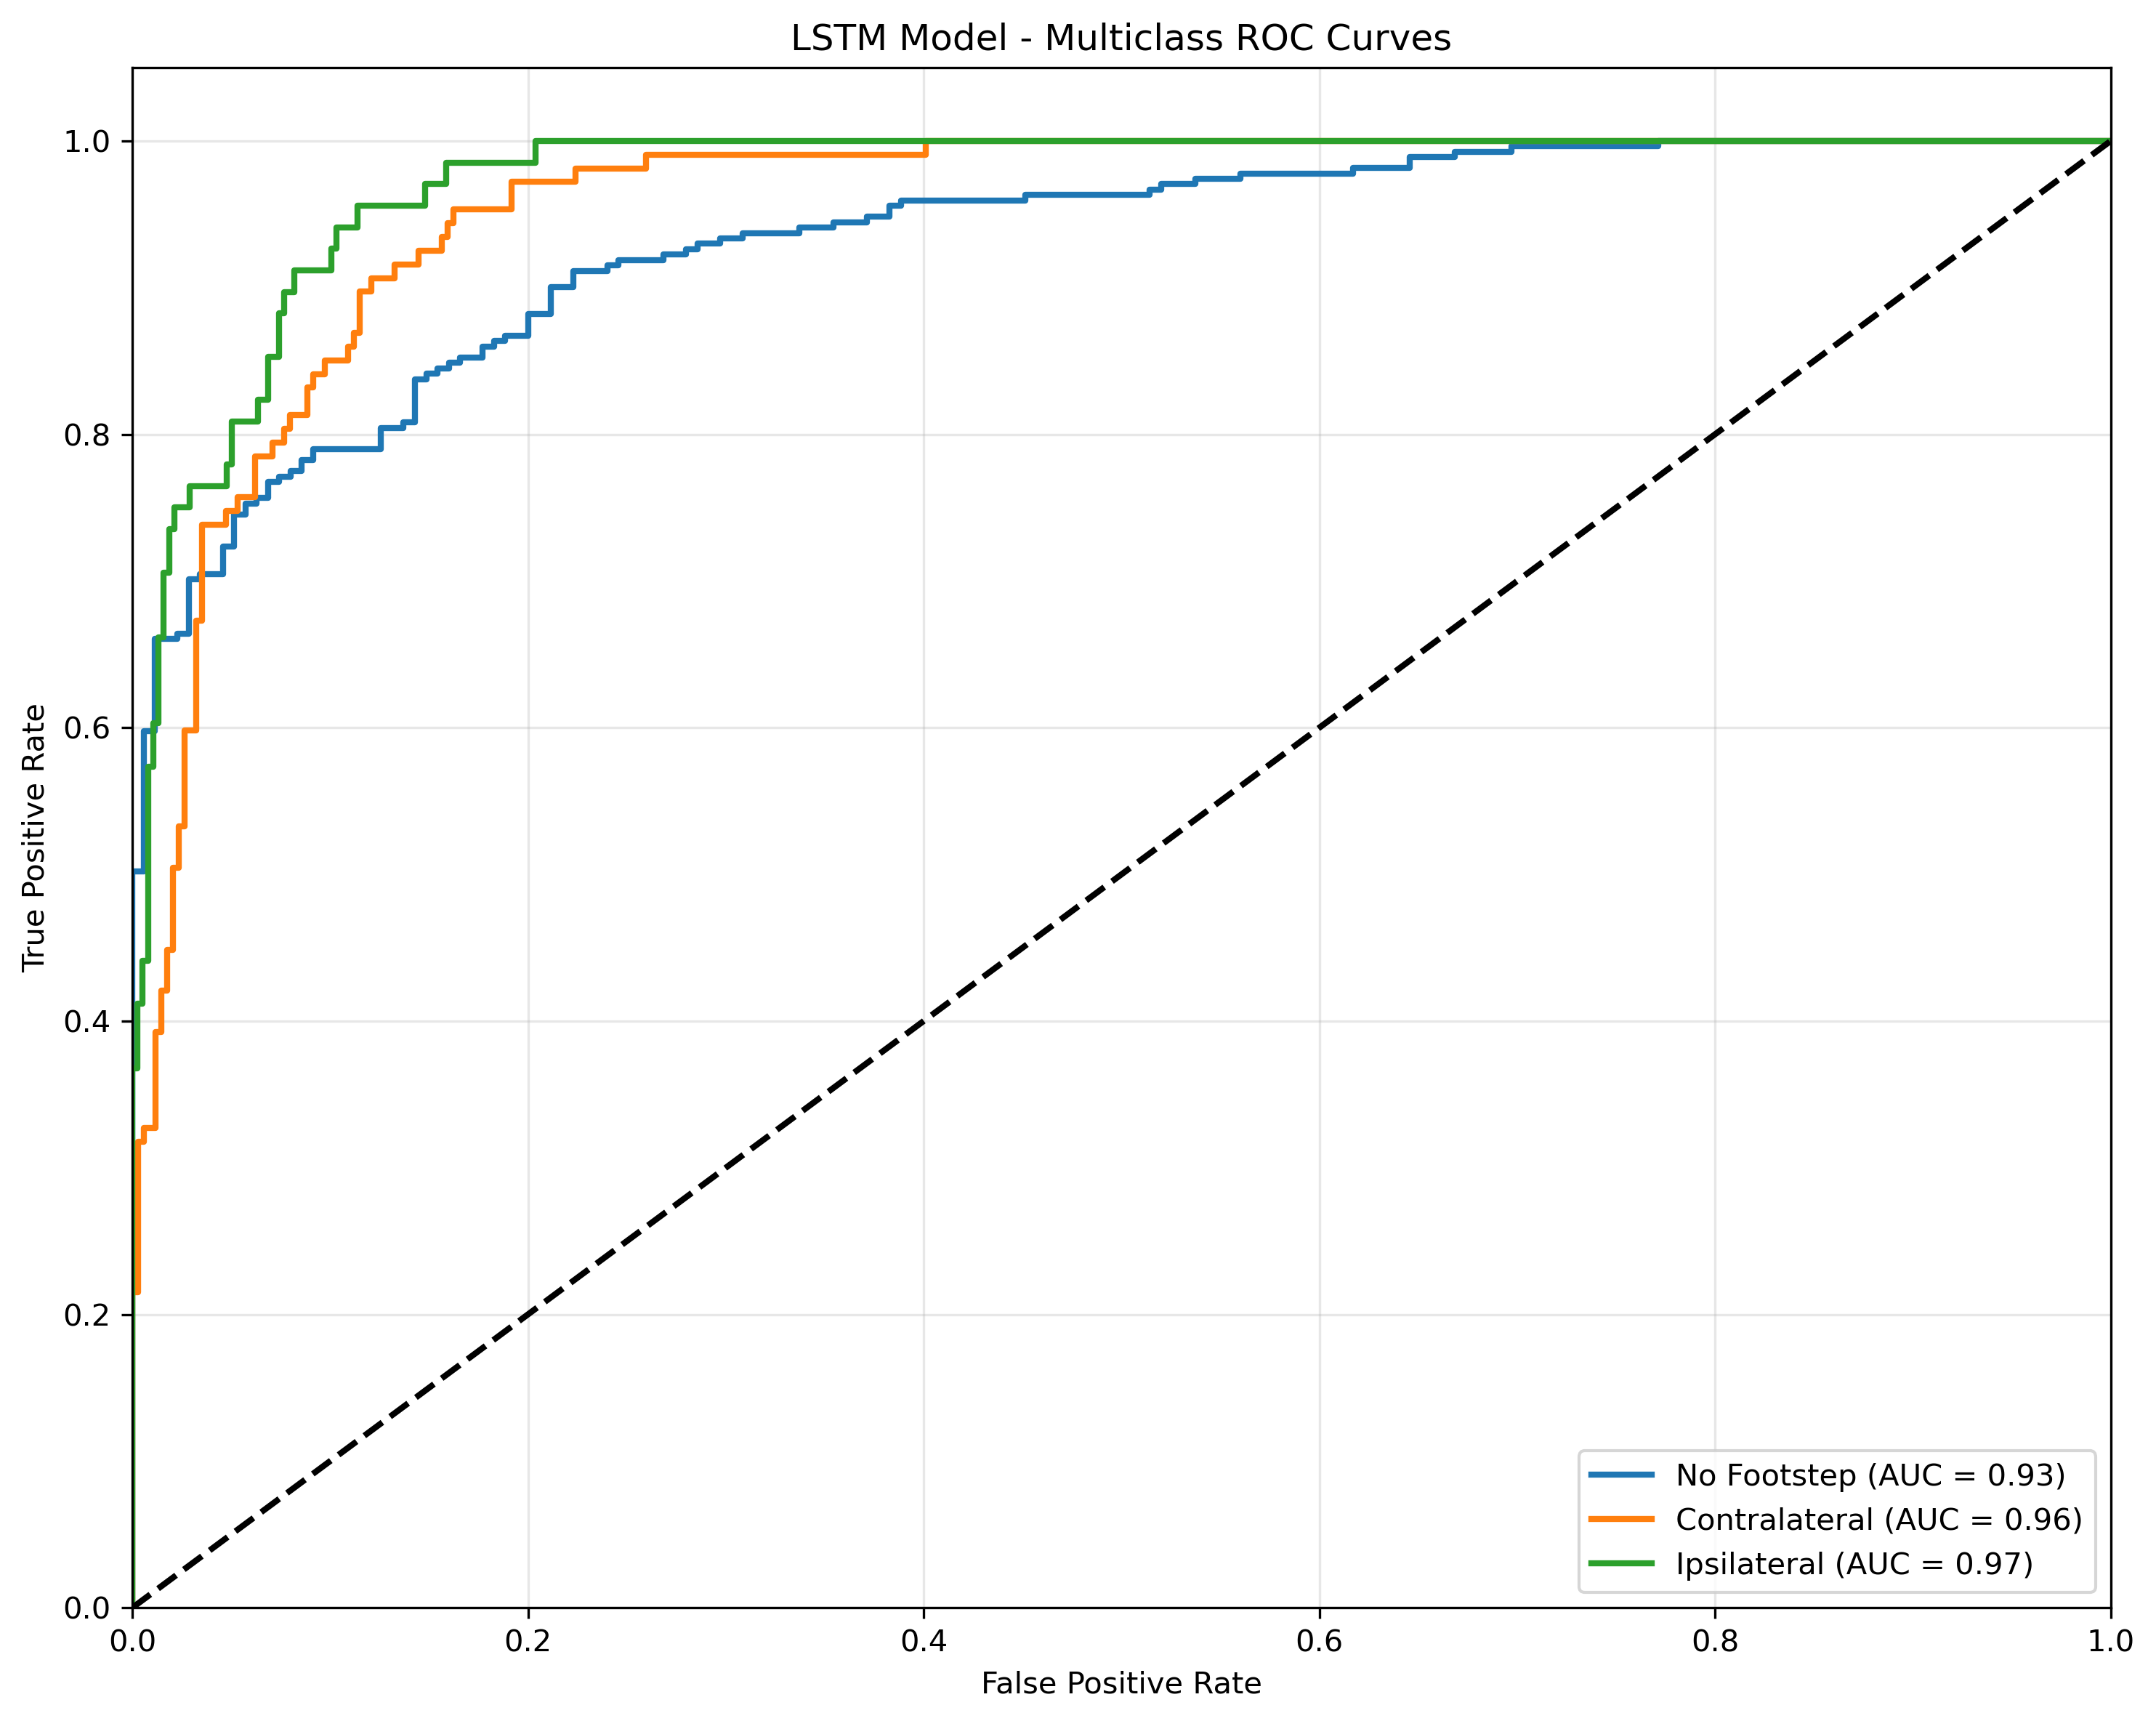 LSTM Model - Multiclass ROC Curves
1.0
0.8
0.6
0.4
0.2
0.0
True Positive Rate
0.0 0.2 0.4 0.6 0.8 1.0
False Positive Rate
No Footstep (AUC = 0.93)
Contralateral (AUC = 0.96)
Ipsilateral (AUC = 0.97)